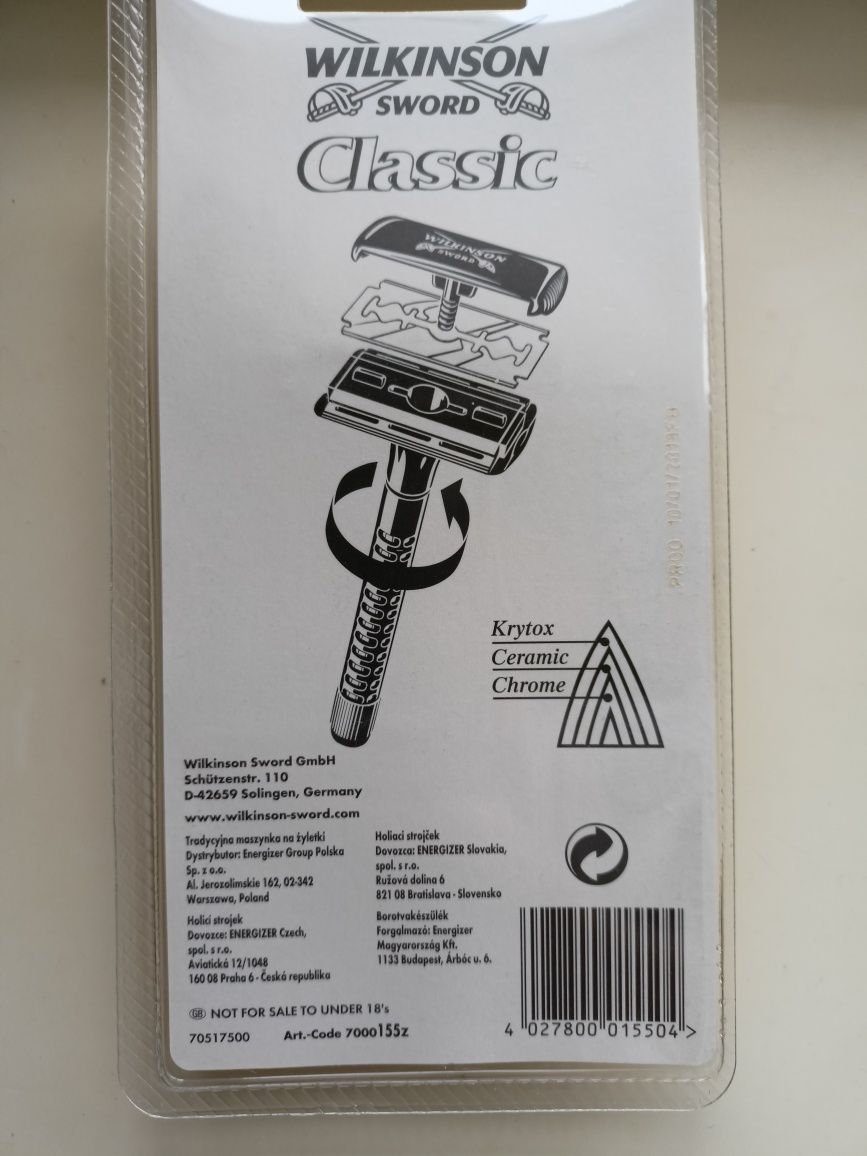 WILKINSON
SWORD
Classic
WILKINSON
SWORD
Krytox
Ceramic
Chrome
Wilkinson Sword GmbH
Schützenstr. 110
D-42659 Solingen, Germany
www.wilkinson-sword.com
Tradycyjna maszynka na żyletki
Dystrybutor: Energizer Group Polska
Sp. z o.o.
Al. Jerozolimskie 162, 02-342
Warszawa, Poland
Holicí strojek
Dovozce: ENERGIZER Czech,
spol. s r.o.
Aviatická 12/1048
160 08 Praha 6 - Česká republika
Holiaci strojček
Dovozca: ENERGIZER Slovakia,
spol. s r.o.
Ružová dolina 6
821 08 Bratislava - Slovensko
Borotvakészülék
Forgalmazó: Energizer
Magyarország Kft.
1133 Budapest, Árbóc u. 6.
GB NOT FOR SALE TO UNDER 18's
70517500 Art.-Code 7000155z
4 027800 015504 >